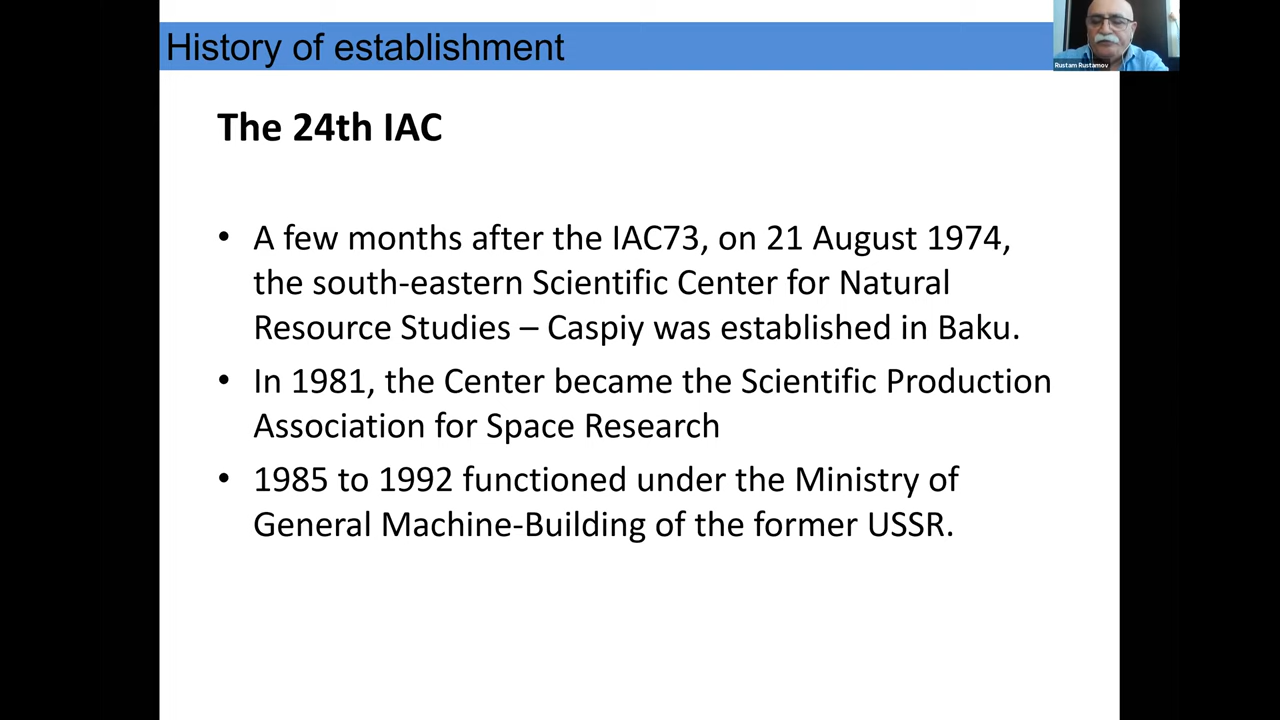 History of establishment
Rustam Rustamov
The 24th IAC
• A few months after the IAC73, on 21 August 1974,
the south-eastern Scientific Center for Natural
Resource Studies – Caspiy was established in Baku.
• In 1981, the Center became the Scientific Production
Association for Space Research
• 1985 to 1992 functioned under the Ministry of
General Machine-Building of the former USSR.